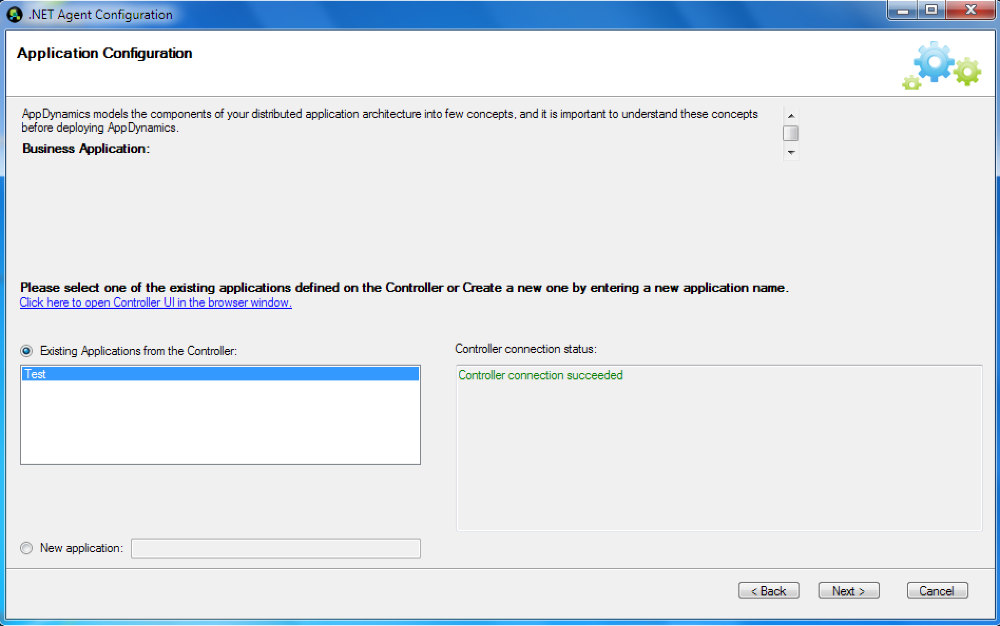 .NET Agent Configuration
Application Configuration
AppDynamics models the components of your distributed application architecture into few concepts, and it is important to understand these concepts
before deploying AppDynamics.
Business Application:
Please select one of the existing applications defined on the Controller or Create a new one by entering a new application name.
Click here to open Controller UI in the browser window.
Existing Applications from the Controller:
Controller connection status:
Test
Controller connection succeeded
New application:
< Back
Next >
Cancel